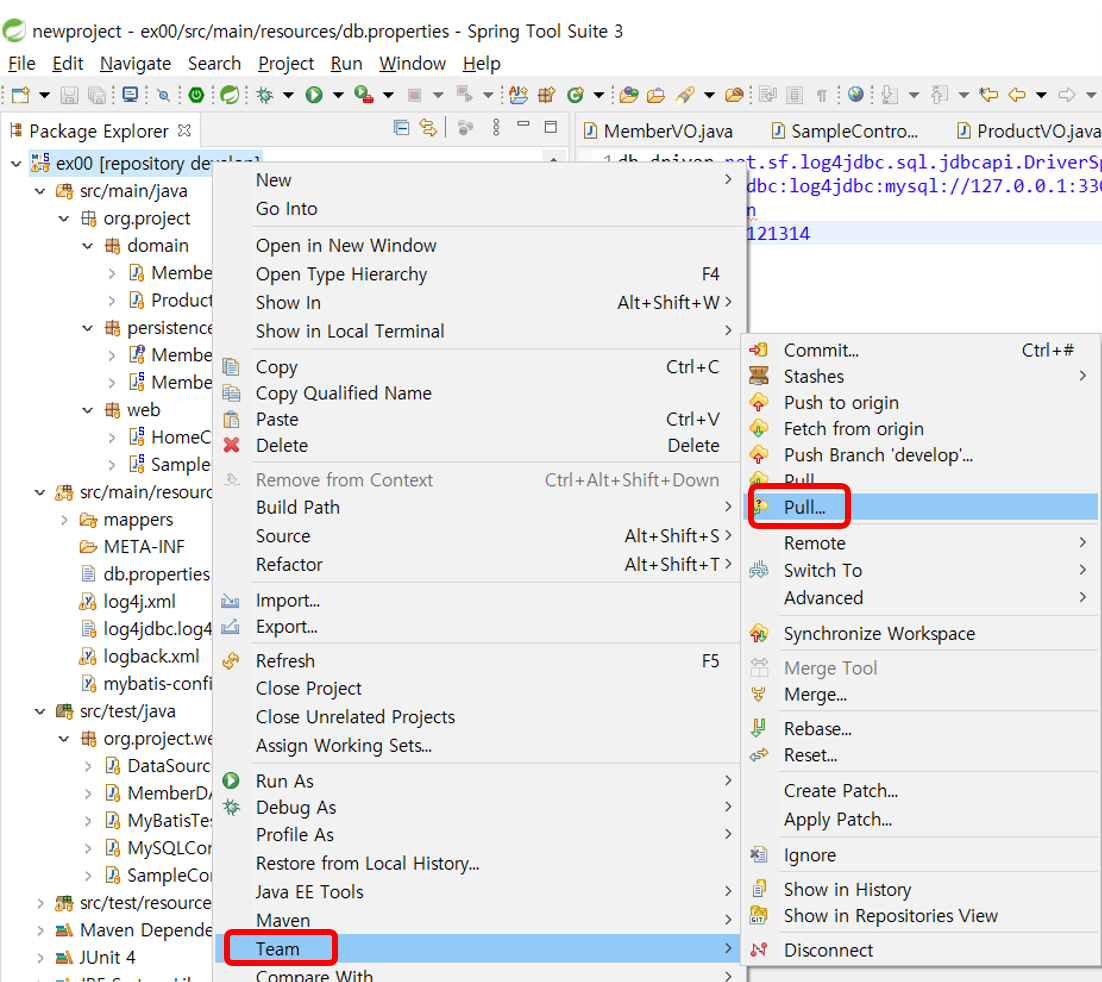 newproject - ex00/src/main/resources/db.properties - Spring Tool Suite 3
File Edit Navigate Search Project Run Window Help
Package Explorer
MemberVO.java SampleContro... ProductVO.java
ex00 [repository develop]
src/main/java
org.project
domain
Membe
Product
persistence
Membe
Membe
web
HomeC
Sample
src/main/resourc
mappers
META-INF
db.properties
log4j.xml
log4jdbc.log4
logback.xml
mybatis-confi
src/test/java
org.project.we
DataSourc
MemberDA
MyBatisTes
MySQLCor
SampleCor
src/test/resource
Maven Depende
JUnit 4
1 db.driver=net.sf.log4jdbc.sql.jdbcapi.DriverSp
dbc:log4jdbc:mysql://127.0.0.1:330
n
121314
New
Go Into
Open in New Window
Open Type Hierarchy F4
Show In Alt+Shift+W
Show in Local Terminal
Copy Ctrl+C
Copy Qualified Name
Paste Ctrl+V
Delete Delete
Remove from Context Ctrl+Alt+Shift+Down
Build Path
Source Alt+Shift+S
Refactor Alt+Shift+T
Import...
Export...
Refresh F5
Close Project
Close Unrelated Projects
Assign Working Sets...
Run As
Debug As
Profile As
Restore from Local History...
Java EE Tools
Maven
Team
Compare With
Commit... Ctrl+#
Stashes
Push to origin
Fetch from origin
Push Branch 'develop'...
Pull
Pull...
Remote
Switch To
Advanced
Synchronize Workspace
Merge Tool
Merge...
Rebase...
Reset...
Create Patch...
Apply Patch...
Ignore
Show in History
Show in Repositories View
Disconnect